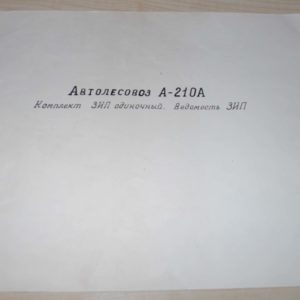 Автолесовоз А-210А
Комплект ЗИП одиночный. Ведомость ЗИП